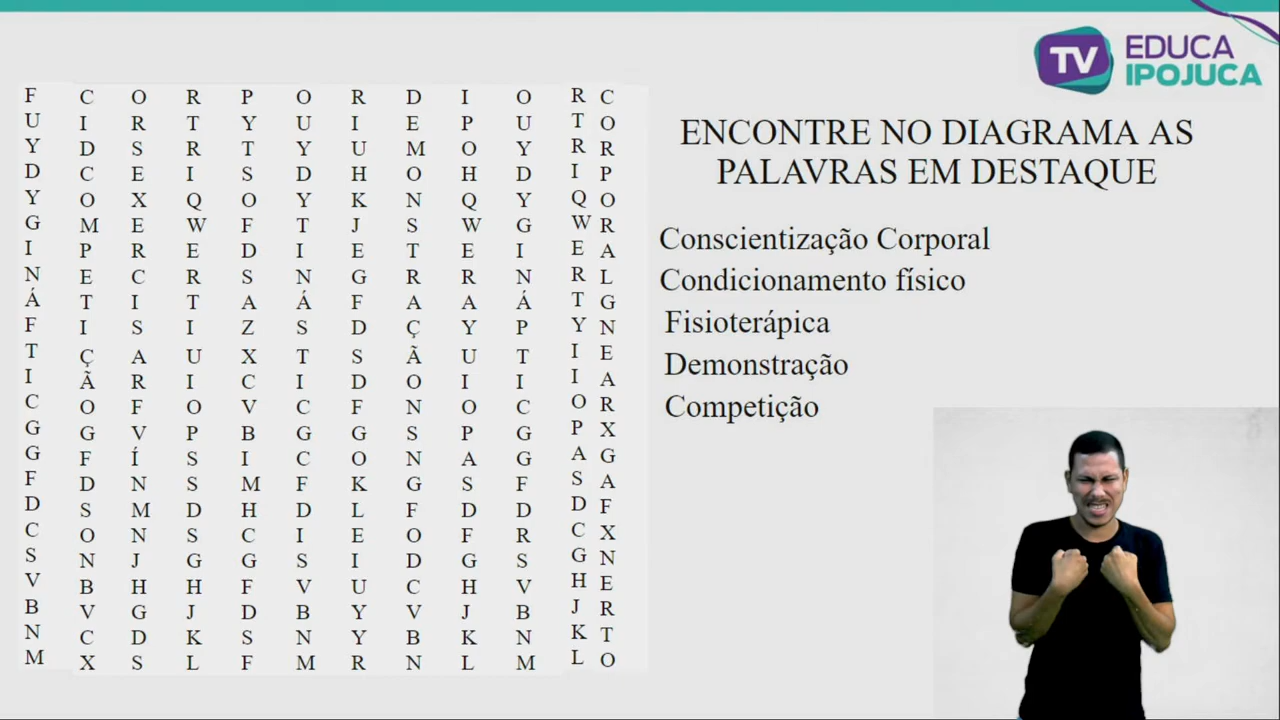 TV EDUCA
IPOJUCA
ENCONTRE NO DIAGRAMA AS
PALAVRAS EM DESTAQUE
Conscientização Corporal
Condicionamento físico
Fisioterápica
Demonstração
Competição
F C O R P O R D I O R C
U I R T Y U I E P U T O
Y D S R T Y U M O Y R R
D C E I S D H O H D I P
Y O X Q O Y K N Q Y Q O
G M E W F T J S W G W R
I P R E D I E T E I E A
N E C R S N G R R N R L
Á T I T A Á F A A Á T G
F I S I Z S D Ç Y P Y N
T Ç A U X T S Ã U T I E
I Ã R I C I D O I I I A
C O F O V C F N O C O R
G G V P B G G S P G P X
G F Í S I C O N A G A G
F D N S M F K G S F S A
D S M D H D L F D D D F
C O N S C I E O F R C X
S N J G G S I D G S G N
V B H H F V U C H V H E
B V G J D B Y V J B J R
N C D K S N Y B K N K T
M X S L F M R N L M L O